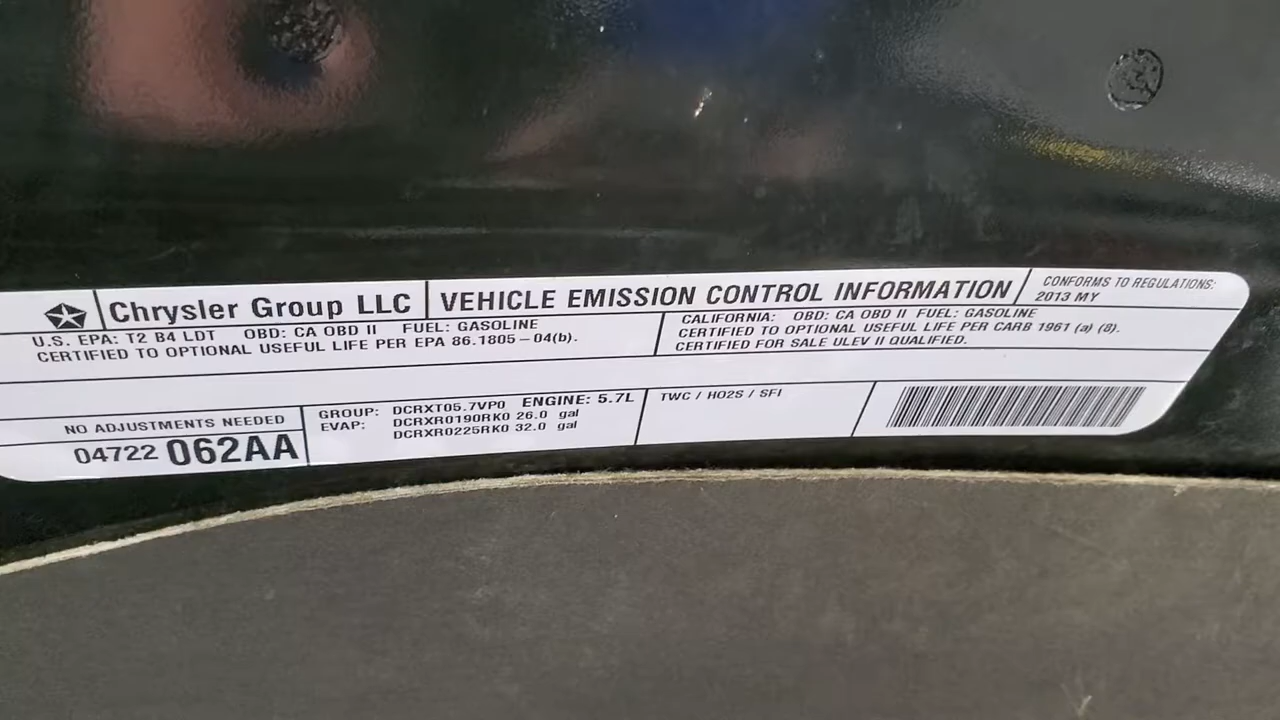 Chrysler Group LLC
VEHICLE EMISSION CONTROL INFORMATION
CONFORMS TO REGULATIONS:
2013 MY
U.S. EPA: T2 B4 LDT OBD: CA OBD II FUEL: GASOLINE
CERTIFIED TO OPTIONAL USEFUL LIFE PER EPA 86.1805-04(b).
CALIFORNIA: OBD: CA OBD II FUEL: GASOLINE
CERTIFIED TO OPTIONAL USEFUL LIFE PER CARB 1961 (a) (8).
CERTIFIED FOR SALE ULEV II QUALIFIED.
NO ADJUSTMENTS NEEDED
04722 062AA
GROUP: DCRXT05.7VP0 ENGINE: 5.7L
EVAP: DCRXR0190RK0 26.0 gal
DCRXR0225RK0 32.0 gal
TWC / HO2S / SFI